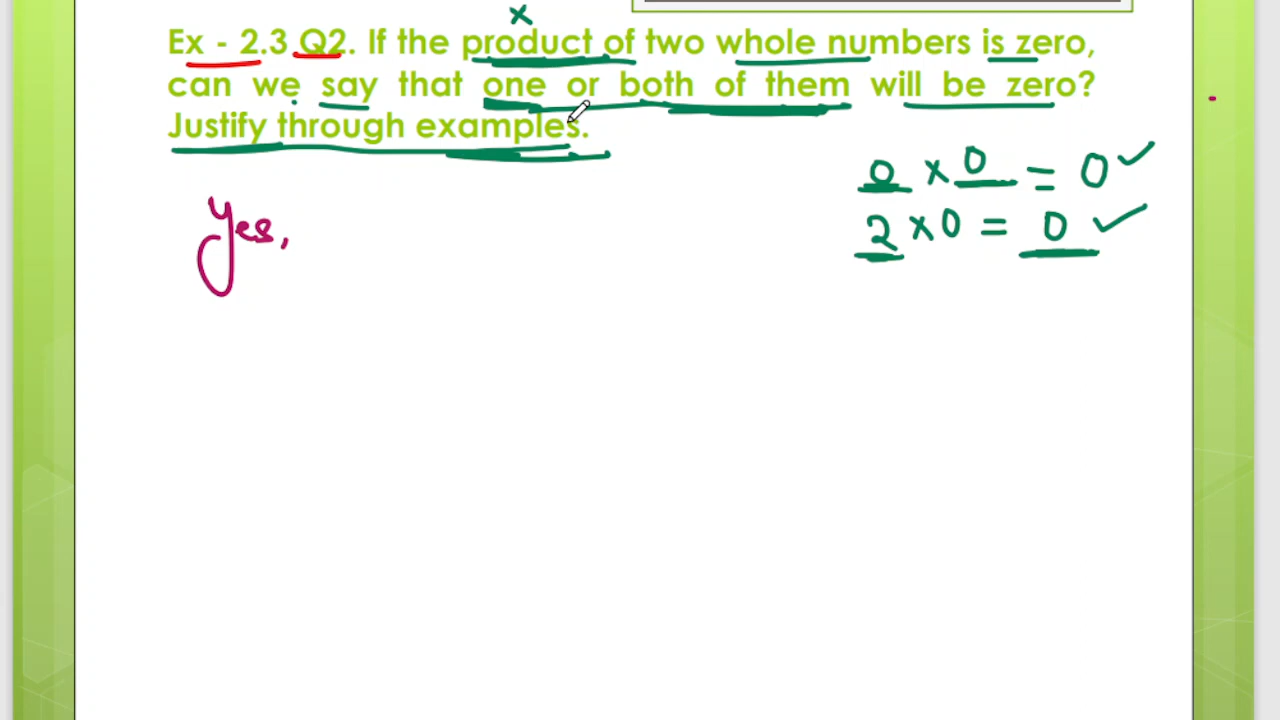 Ex - 2.3 Q2. If the product of two whole numbers is zero,
can we say that one or both of them will be zero?
Justify through examples.
x
0 × 0 = 0 ✓
2 × 0 = 0 ✓
Yes,